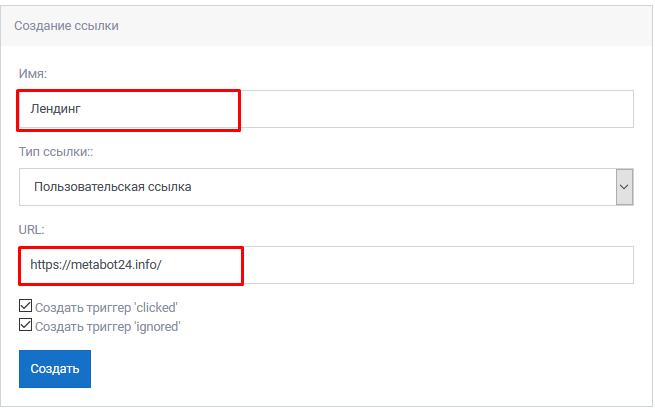 Создание ссылки
Имя:
Лендинг
Тип ссылки::
Пользовательская ссылка
URL:
https://metabot24.info/
Создать триггер 'clicked'
Создать триггер 'ignored'
Создать